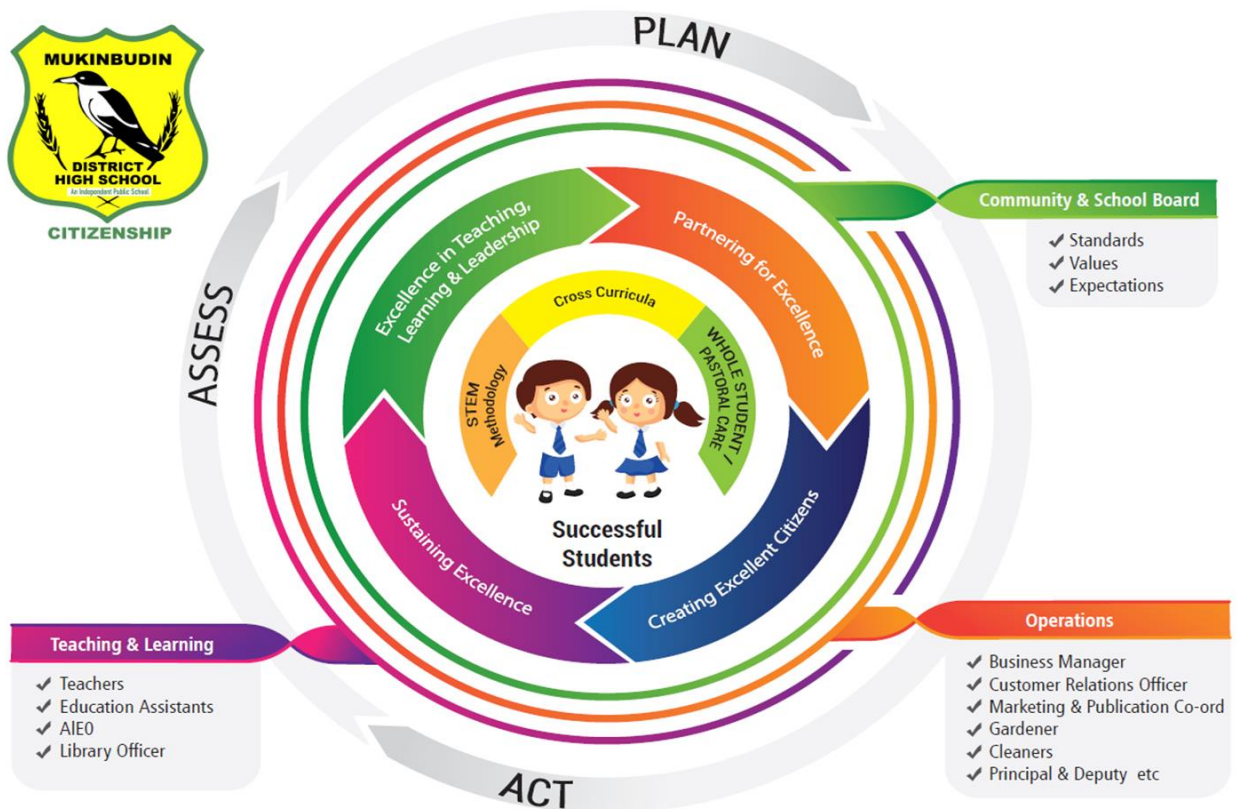 MUKINBUDIN
DISTRICT
HIGH SCHOOL
An Independent Public School
CITIZENSHIP
PLAN
ASSESS
ACT
Excellence in Teaching,
Learning & Leadership
Partnering for Excellence
Creating Excellent Citizens
Sustaining Excellence
STEM
Methodology
Cross Curricula
WHOLE STUDENT /
PASTORAL CARE
Successful
Students
Community & School Board
✔ Standards
✔ Values
✔ Expectations
Teaching & Learning
✔ Teachers
✔ Education Assistants
✔ AIE0
✔ Library Officer
Operations
✔ Business Manager
✔ Customer Relations Officer
✔ Marketing & Publication Co-ord
✔ Gardener
✔ Cleaners
✔ Principal & Deputy etc